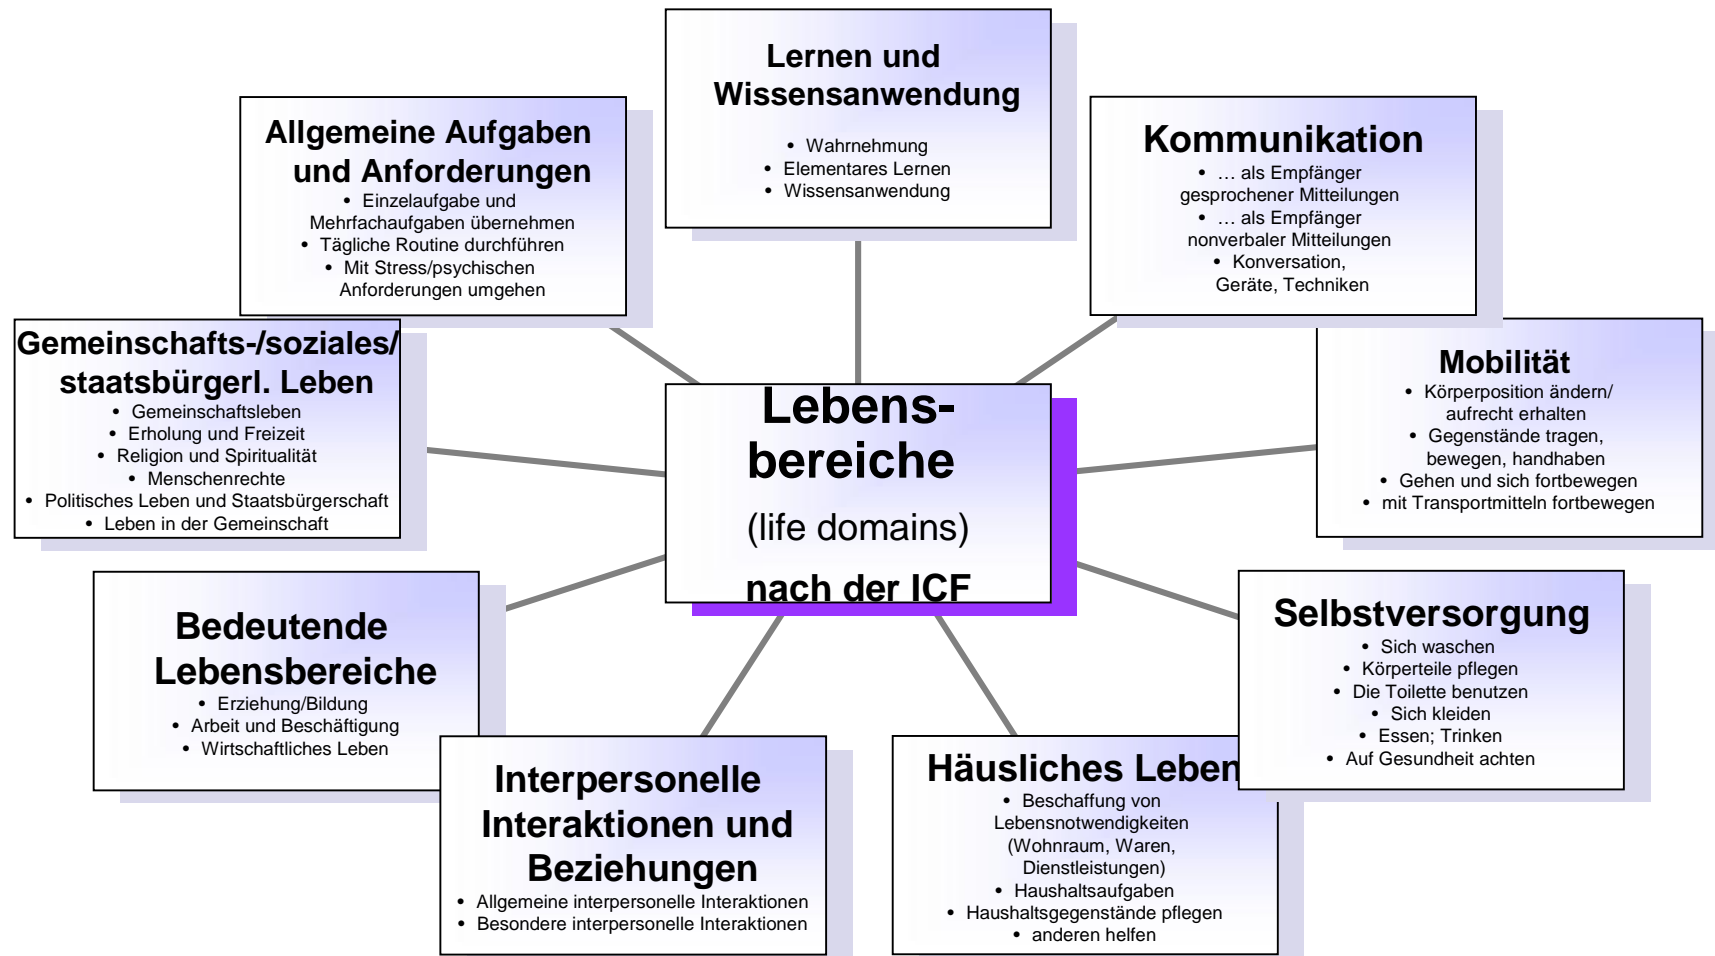 Lernen und
Wissensanwendung
• Wahrnehmung
• Elementares Lernen
• Wissensanwendung
Kommunikation
• … als Empfänger
gesprochener Mitteilungen
• … als Empfänger
nonverbaler Mitteilungen
• Konversation,
Geräte, Techniken
Mobilität
• Körperposition ändern/
aufrecht erhalten
• Gegenstände tragen,
bewegen, handhaben
• Gehen und sich fortbewegen
• mit Transportmitteln fortbewegen
Selbstversorgung
• Sich waschen
• Körperteile pflegen
• Die Toilette benutzen
• Sich kleiden
• Essen; Trinken
• Auf Gesundheit achten
Häusliches Leben
• Beschaffung von
Lebensnotwendigkeiten
(Wohnraum, Waren,
Dienstleistungen)
• Haushaltsaufgaben
• Haushaltsgegenstände pflegen
• anderen helfen
Interpersonelle
Interaktionen und
Beziehungen
• Allgemeine interpersonelle Interaktionen
• Besondere interpersonelle Interaktionen
Bedeutende
Lebensbereiche
• Erziehung/Bildung
• Arbeit und Beschäftigung
• Wirtschaftliches Leben
Gemeinschafts-/soziales/
staatsbürgerl. Leben
• Gemeinschaftsleben
• Erholung und Freizeit
• Religion und Spiritualität
• Menschenrechte
• Politisches Leben und Staatsbürgerschaft
• Leben in der Gemeinschaft
Allgemeine Aufgaben
und Anforderungen
• Einzelaufgabe und
Mehrfachaufgaben übernehmen
• Tägliche Routine durchführen
• Mit Stress/psychischen
Anforderungen umgehen
Lebens-
bereiche
(life domains)
nach der ICF